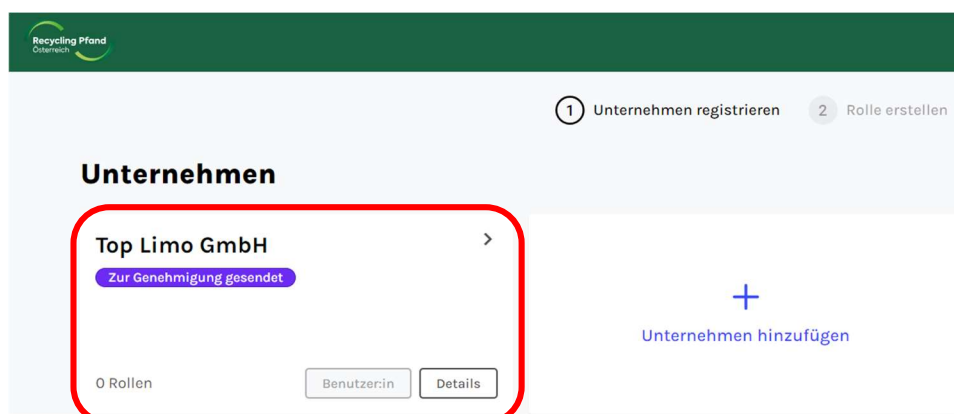 Recycling Pfand
Österreich
1 Unternehmen registrieren 2 Rolle erstellen
Unternehmen
Top Limo GmbH
Zur Genehmigung gesendet
Unternehmen hinzufügen
0 Rollen Benutzer:in Details